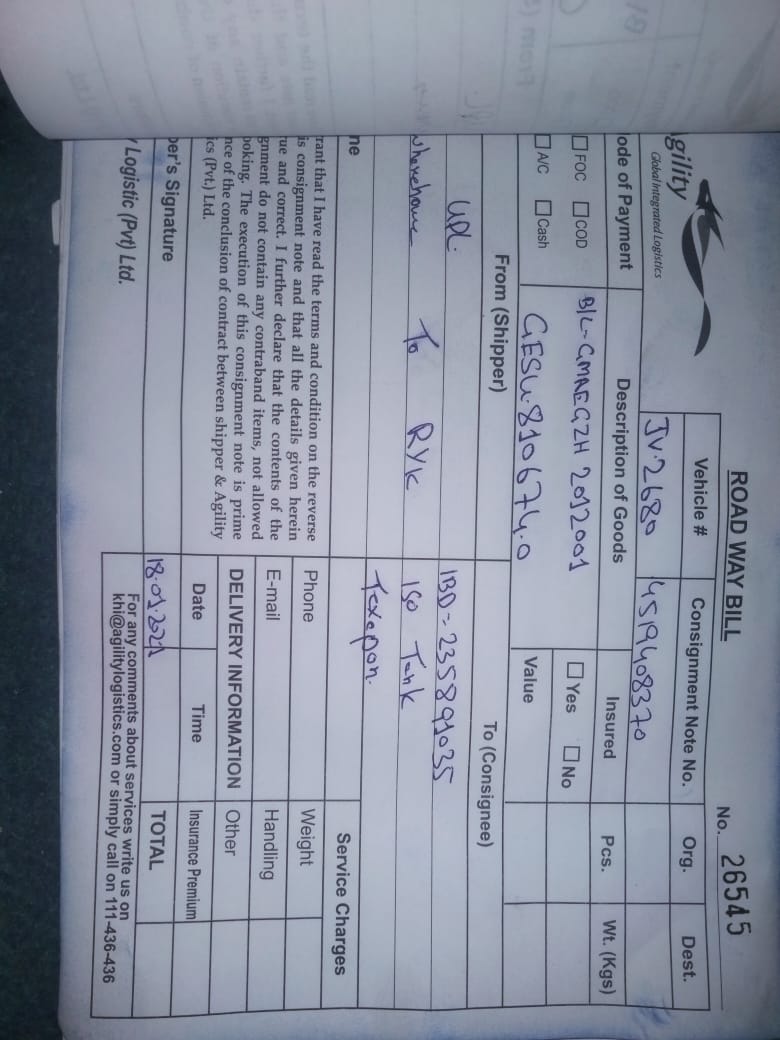 ROAD WAY BILL
No. 26545
gility
Global Integrated Logistics
Vehicle #
Consignment Note No.
Org.
Dest.
JV.2680
4519408370
ode of Payment
Description of Goods
Insured
Pcs.
Wt. (Kgs)
FOC
COD
B/L-GMAEGZH 2012001
Yes
No
A/C
Cash
GESU.810674.0
Value
From (Shipper)
To (Consignee)
UPL
IBD-235891035
To RYK
ISO Tank
Texapon.
ne
Service Charges
rant that I have read the terms and condition on the reverse
is consignment note and that all the details given herein
ue and correct. I further declare that the contents of the
gnment do not contain any contraband items, not allowed
ooking. The execution of this consignment note is prime
nce of the conclusion of contract between shipper & Agility
ics (Pvt.) Ltd.
Phone
Weight
E-mail
Handling
DELIVERY INFORMATION
Other
Date
Time
Insurance Premium
per's Signature
18.01.2021
TOTAL
Logistic (Pvt) Ltd.
For any comments about services write us on
khi@agilitylogistics.com or simply call on 111-436-436